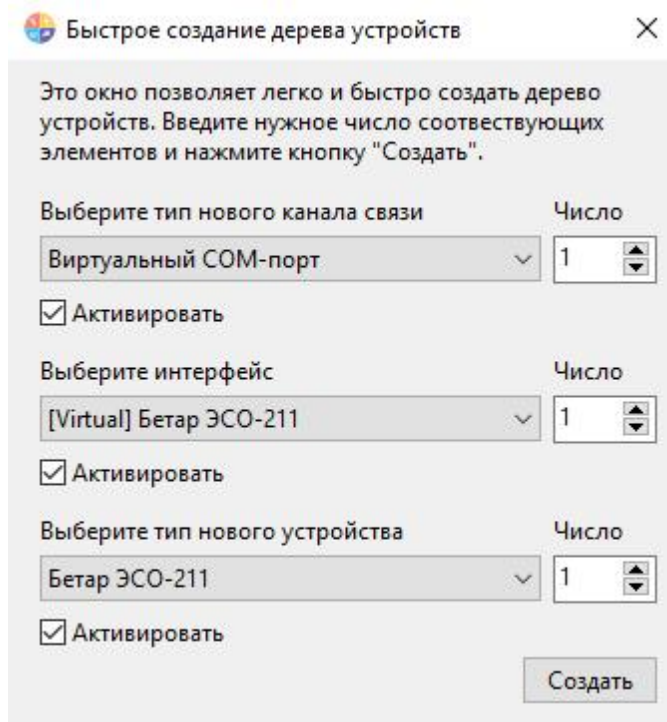 Быстрое создание дерева устройств
Это окно позволяет легко и быстро создать дерево
устройств. Введите нужное число соотвествующих
элементов и нажмите кнопку "Создать".
Выберите тип нового канала связи Число
Виртуальный COM-порт 1
Активировать
Выберите интерфейс Число
[Virtual] Бетар ЭСО-211 1
Активировать
Выберите тип нового устройства Число
Бетар ЭСО-211 1
Активировать
Создать